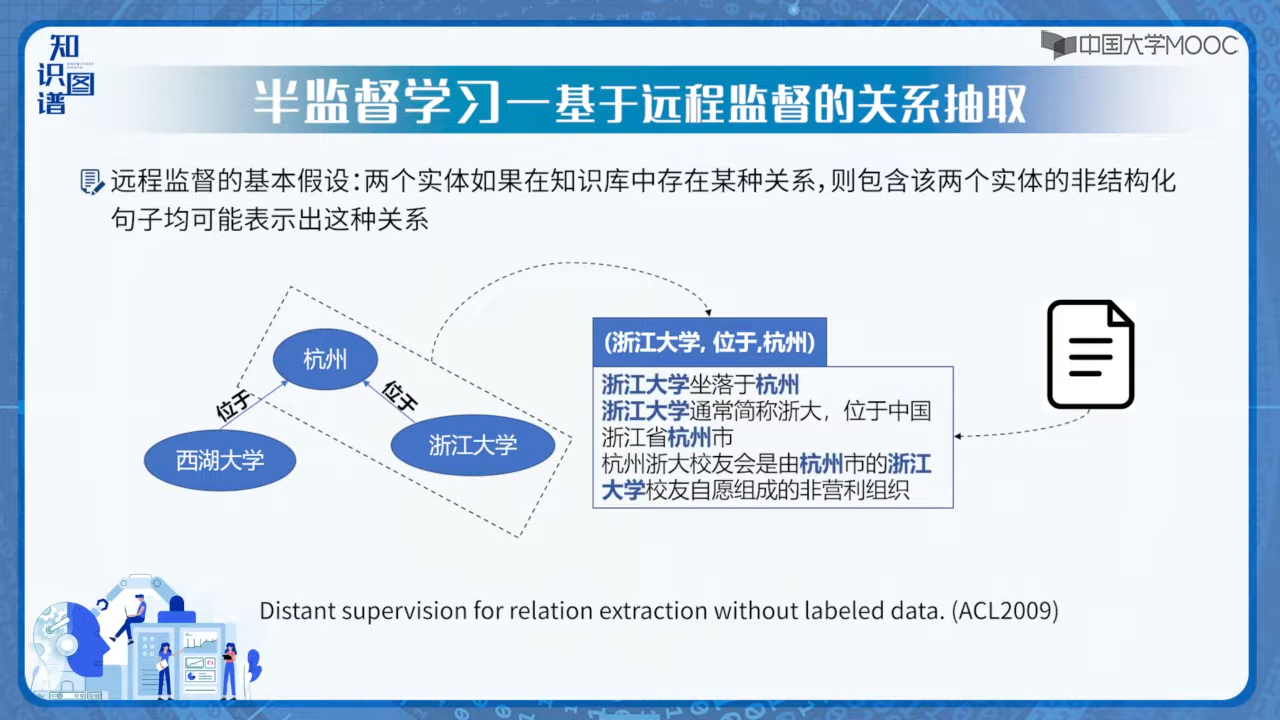 知识图谱
中国大学MOOC
半监督学习—基于远程监督的关系抽取
远程监督的基本假设：两个实体如果在知识库中存在某种关系，则包含该两个实体的非结构化
句子均可能表示出这种关系
杭州
位于
位于
西湖大学
浙江大学
(浙江大学, 位于,杭州)
浙江大学坐落于杭州
浙江大学通常简称浙大，位于中国
浙江省杭州市
杭州浙大校友会是由杭州市的浙江
大学校友自愿组成的非营利组织
Distant supervision for relation extraction without labeled data. (ACL2009)